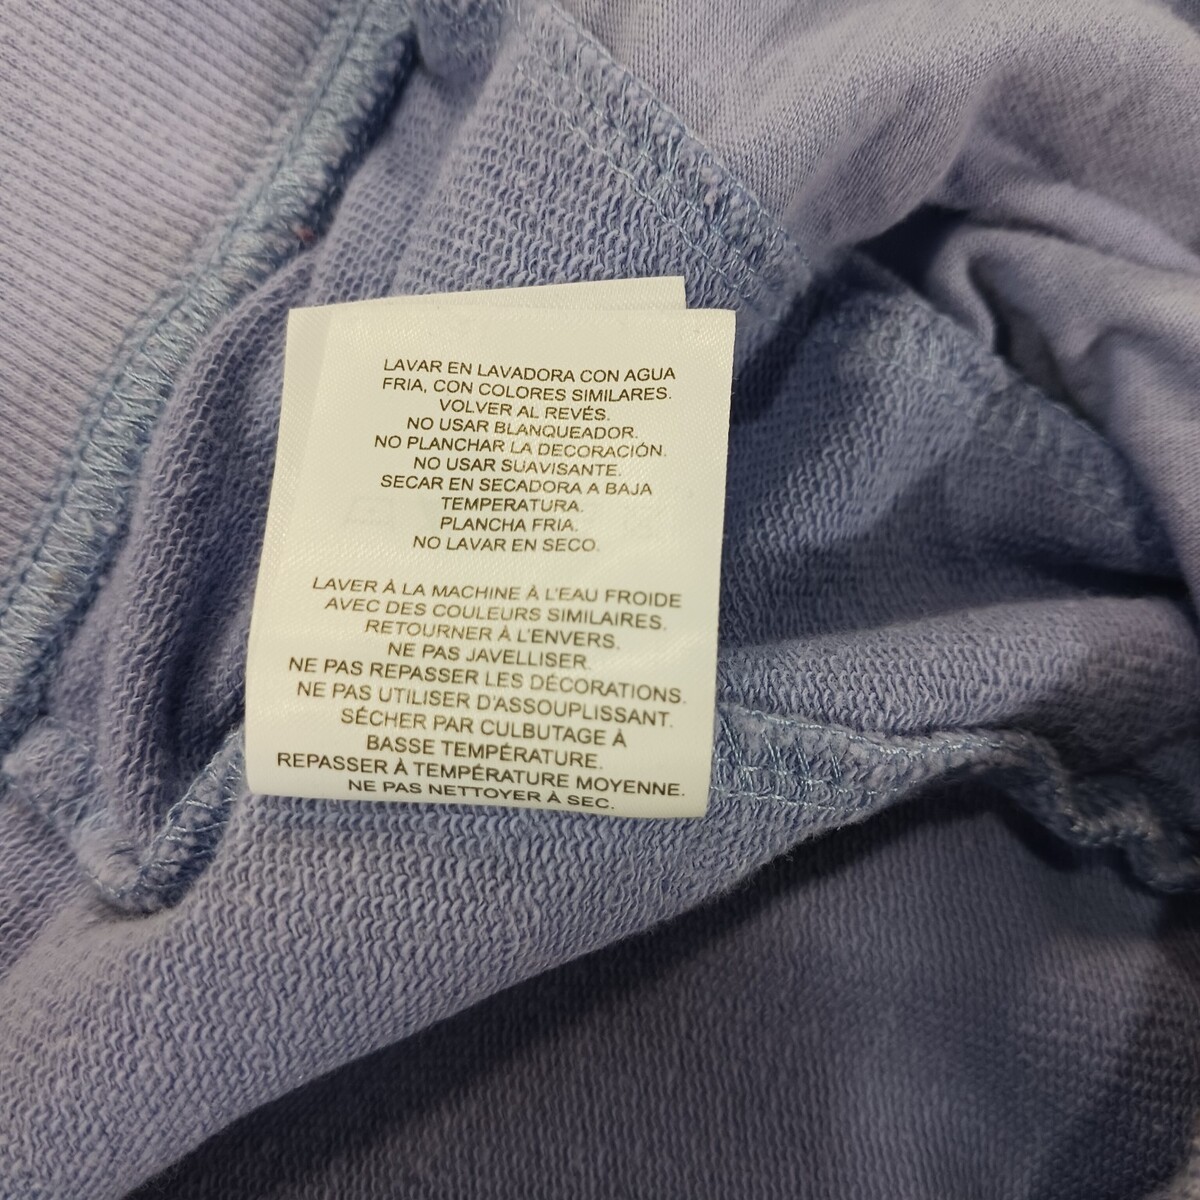 LAVAR EN LAVADORA CON AGUA
FRIA, CON COLORES SIMILARES.
VOLVER AL REVÉS.
NO USAR BLANQUEADOR.
NO PLANCHAR LA DECORACIÓN.
NO USAR SUAVISANTE.
SECAR EN SECADORA A BAJA
TEMPERATURA.
PLANCHA FRIA.
NO LAVAR EN SECO.
LAVER À LA MACHINE À L'EAU FROIDE
AVEC DES COULEURS SIMILAIRES.
RETOURNER À L'ENVERS.
NE PAS JAVELLISER.
NE PAS REPASSER LES DÉCORATIONS.
NE PAS UTILISER D'ASSOUPLISSANT.
SÉCHER PAR CULBUTAGE À
BASSE TEMPÉRATURE.
REPASSER À TEMPÉRATURE MOYENNE.
NE PAS NETTOYER À SEC.